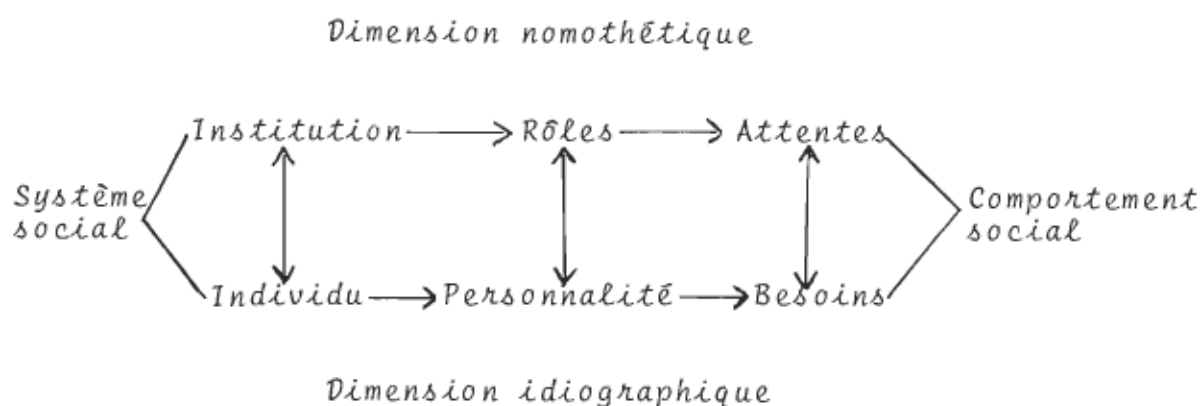 Dimension nomothétique
Institution Rôles Attentes
Système
social
Comportement
social
Individu Personnalité Besoins
Dimension idiographique